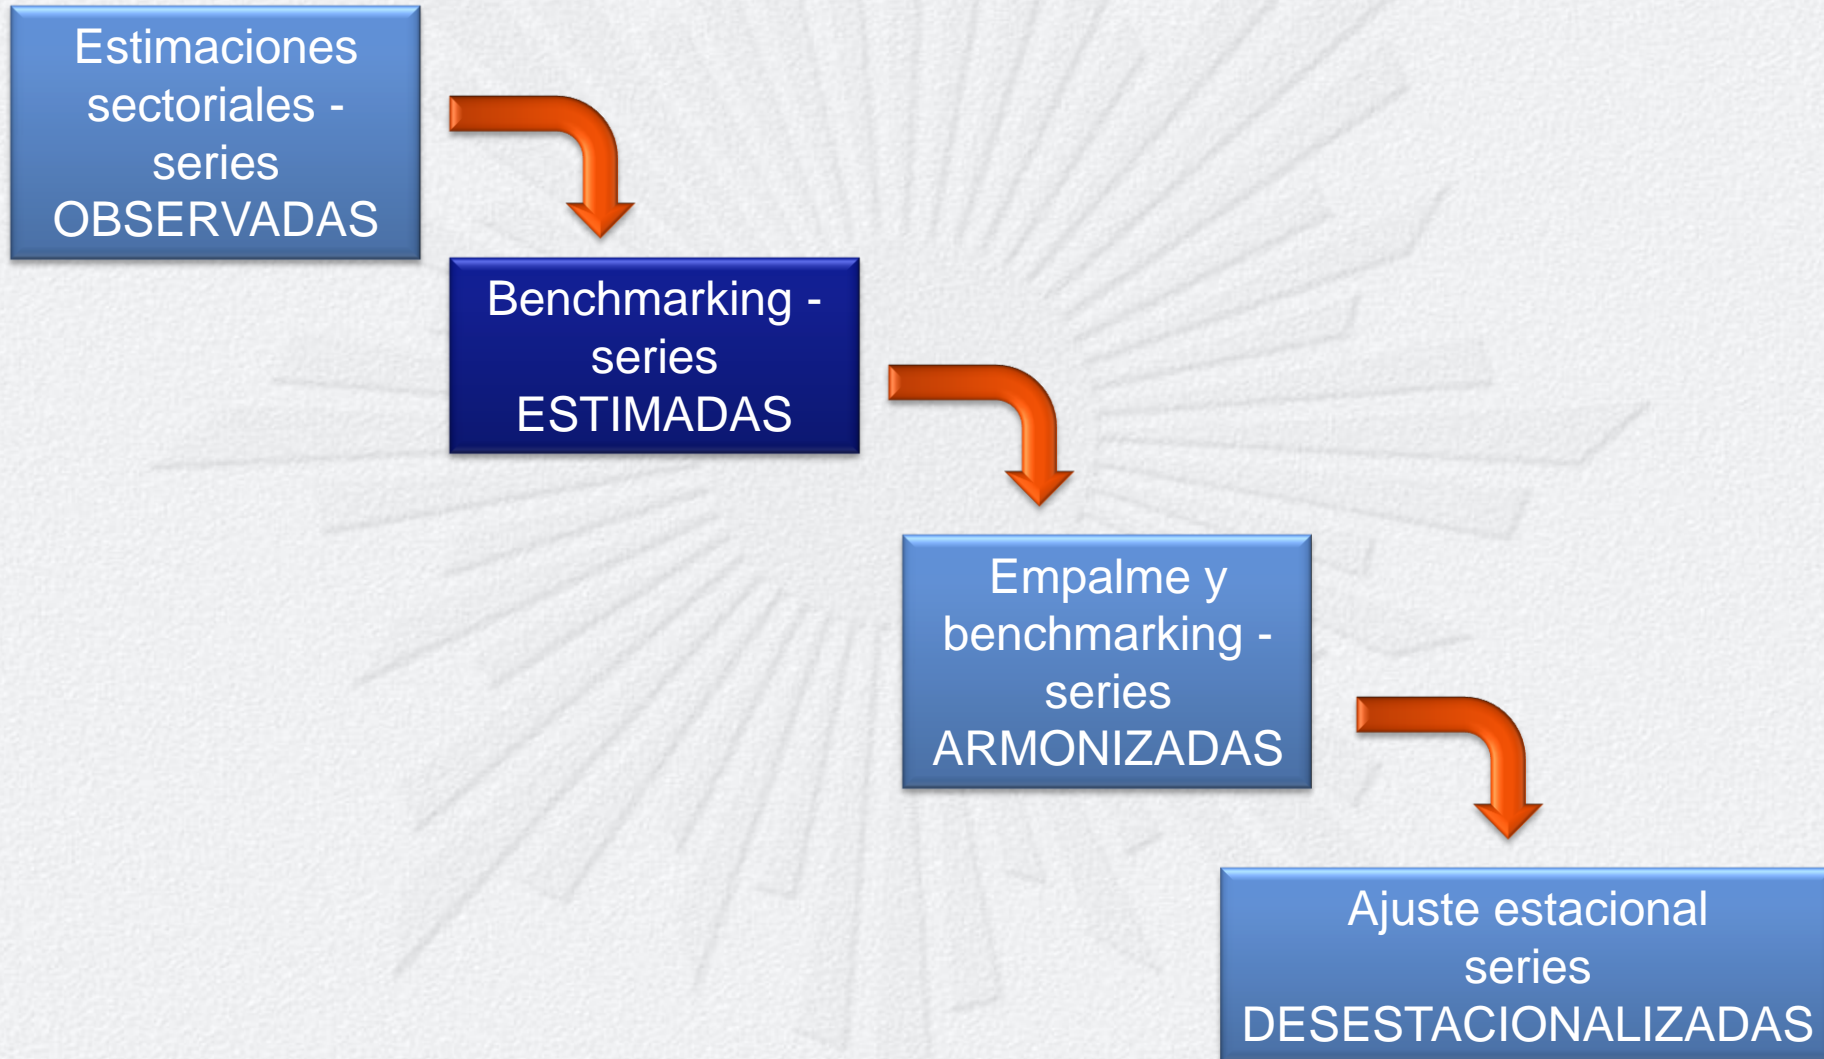 Estimaciones
sectoriales -
series
OBSERVADAS
Benchmarking -
series
ESTIMADAS
Empalme y
benchmarking -
series
ARMONIZADAS
Ajuste estacional
series
DESESTACIONALIZADAS